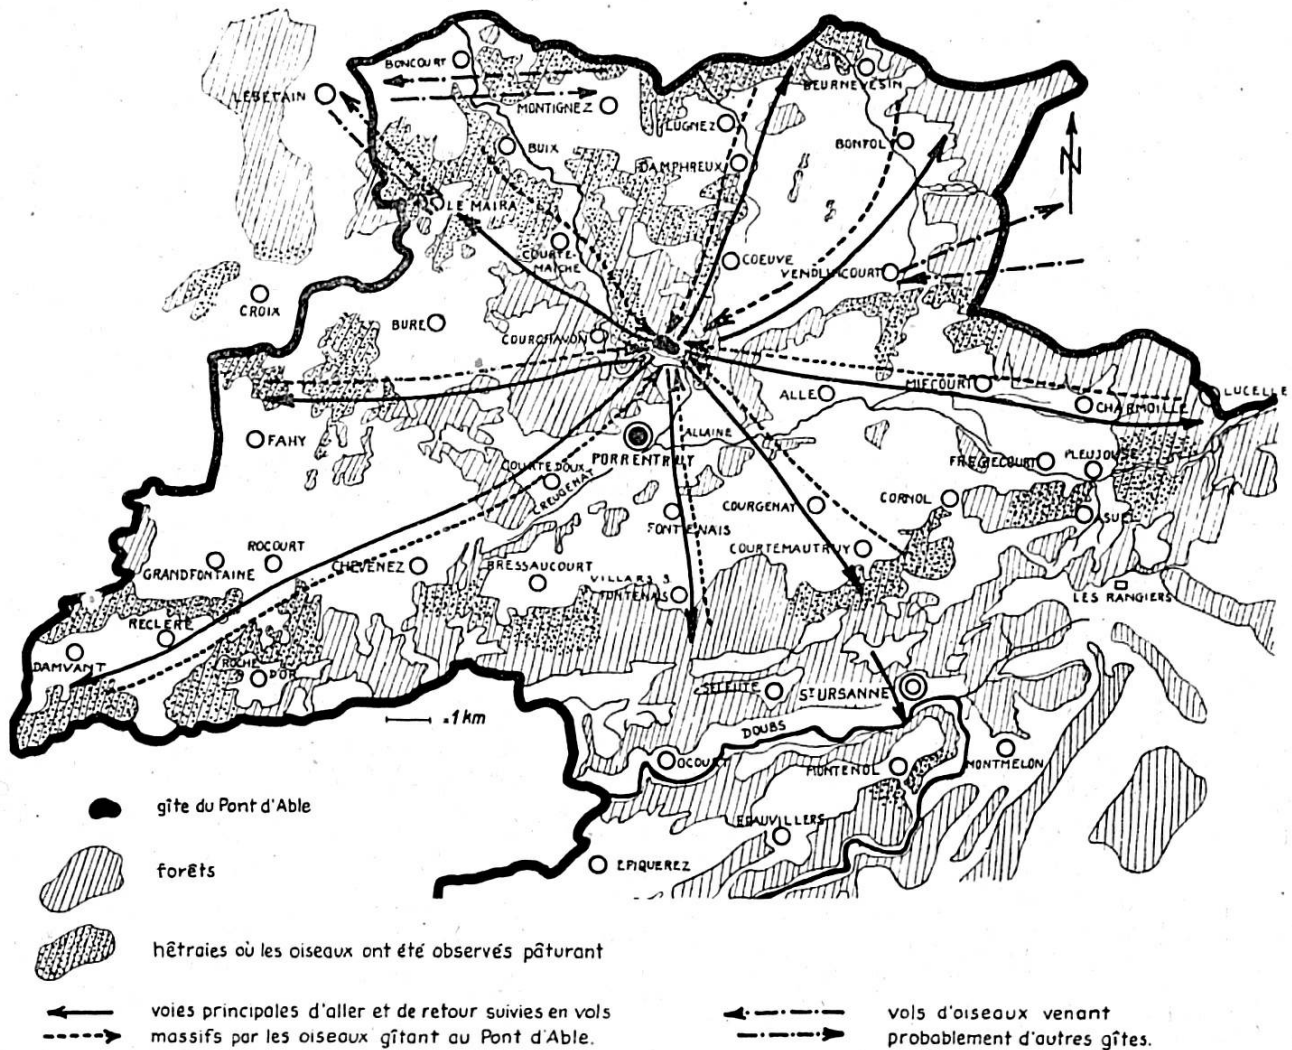 BONCOURT
LEBETAIN
MONTIGNEZ
BEURNEVESIN
LUGNEZ
BUIX
BONFOL
DAMPHREUX
N
LE MAIRA
COURTE-
MAICHE
COEUVE
VENDLINCOURT
CROIX
BURE
COURCHAVON
MIECOURT
ALLE
CHARMOILLE
LUCELLE
FAHY
ALLAINE
PORRENTRUY
COURTEDOUX
CREUGENAT
FREGIECOURT
PLEUJOUSE
CORNOL
COURGENAY
FONTENAIS
ASUEL
ROCOURT
COURTEMAUTRUY
GRANDFONTAINE
CHEVENEZ
BRESSAUCOURT
VILLARS S.
FONTENAIS
LES RANGIERS
RECLERE
DAMVANT
ROCHE
D'OR
SELEUTE
ST URSANNE
= 1 km
DOUBS
OCOURT
MONTENOL
MONTMELON
EPAUVILLERS
EPIQUEREZ
gîte du Pont d'Able
forêts
hêtraies où les oiseaux ont été observés pâturant
voies principales d'aller et de retour suivies en vols
massifs par les oiseaux gîtant au Pont d'Able.
vols d'oiseaux venant
probablement d'autres gîtes.